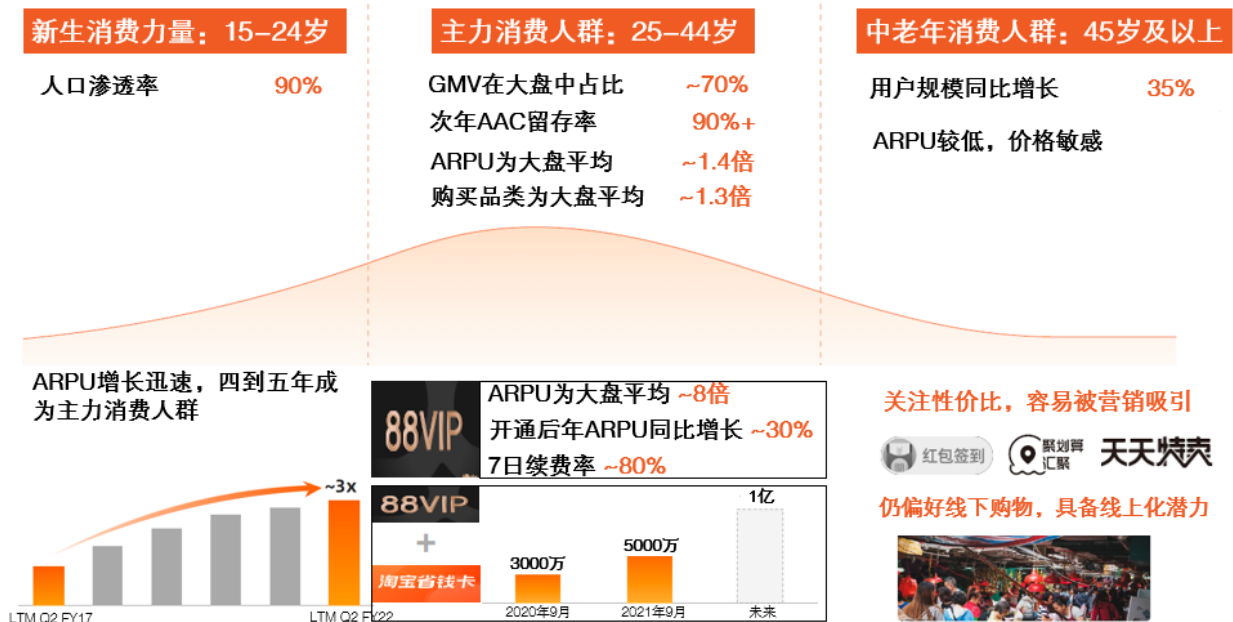 新生消费力量：15-24岁
人口渗透率 90%
主力消费人群：25-44岁
GMV在大盘中占比 ~70%
次年AAC留存率 90%+
ARPU为大盘平均 ~1.4倍
购买品类为大盘平均 ~1.3倍
中老年消费人群：45岁及以上
用户规模同比增长 35%
ARPU较低，价格敏感
ARPU增长迅速，四到五年成
为主力消费人群
~3x
LTM Q2 FY17
LTM Q2 FY22
88VIP
ARPU为大盘平均 ~8倍
开通后年ARPU同比增长 ~30%
7日续费率 ~80%
88VIP
+
淘宝省钱卡
3000万
5000万
1亿
2020年9月
2021年9月
未来
关注性价比，容易被营销吸引
红包签到
聚划算
汇聚
天天特卖
仍偏好线下购物，具备线上化潜力